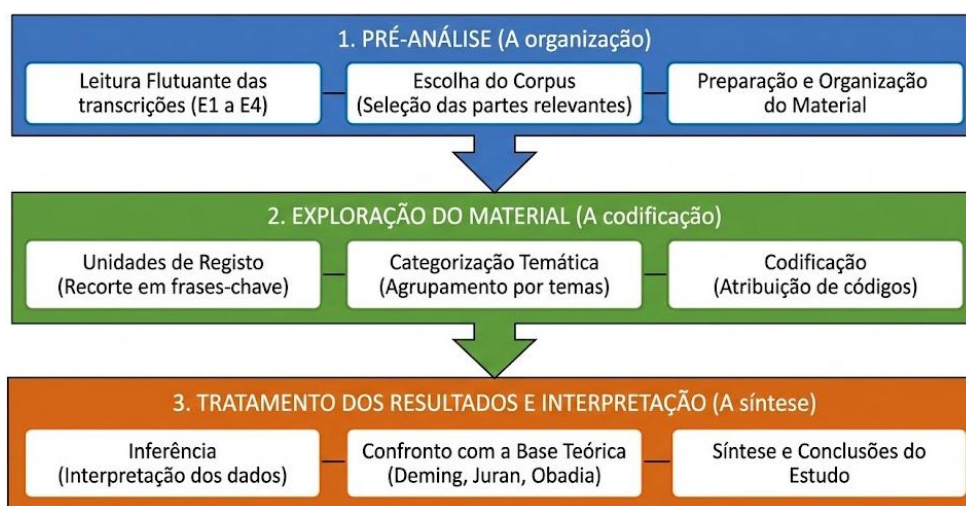 1. PRÉ-ANÁLISE (A organização)
Leitura Flutuante das
transcrições (E1 a E4)
Escolha do Corpus
(Seleção das partes relevantes)
Preparação e Organização
do Material
2. EXPLORAÇÃO DO MATERIAL (A codificação)
Unidades de Registo
(Recorte em frases-chave)
Categorização Temática
(Agrupamento por temas)
Codificação
(Atribuição de códigos)
3. TRATAMENTO DOS RESULTADOS E INTERPRETAÇÃO (A síntese)
Inferência
(Interpretação dos dados)
Confronto com a Base Teórica
(Deming, Juran, Obadia)
Síntese e Conclusões do
Estudo